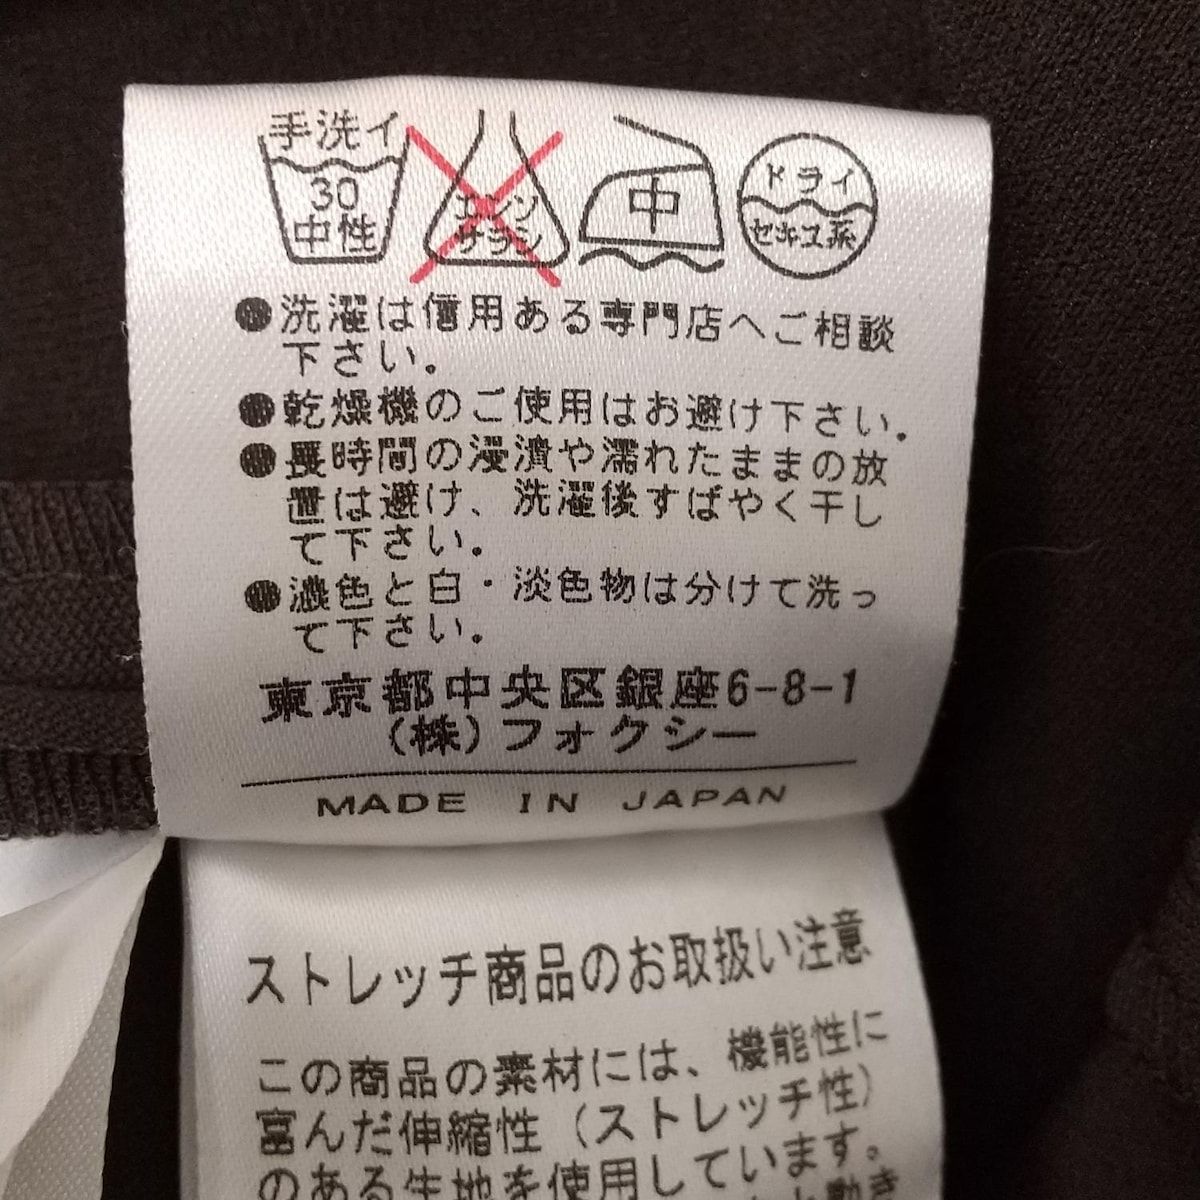 手洗イ
30
中性
エンソ
サラシ
中
ドライ
セキユ系
●洗濯は信用ある専門店へご相談
下さい。
●乾燥機のご使用はお避け下さい。
●長時間の浸漬や濡れたままの放
置は避け、洗濯後すばやく干し
て下さい。
●濃色と白・淡色物は分けて洗っ
て下さい。
東京都中央区銀座6-8-1
(株)フォクシー
MADE IN JAPAN
ストレッチ商品のお取扱い注意
この商品の素材には、機能性に
富んだ伸縮性(ストレッチ性)
のある生地を使用しています。